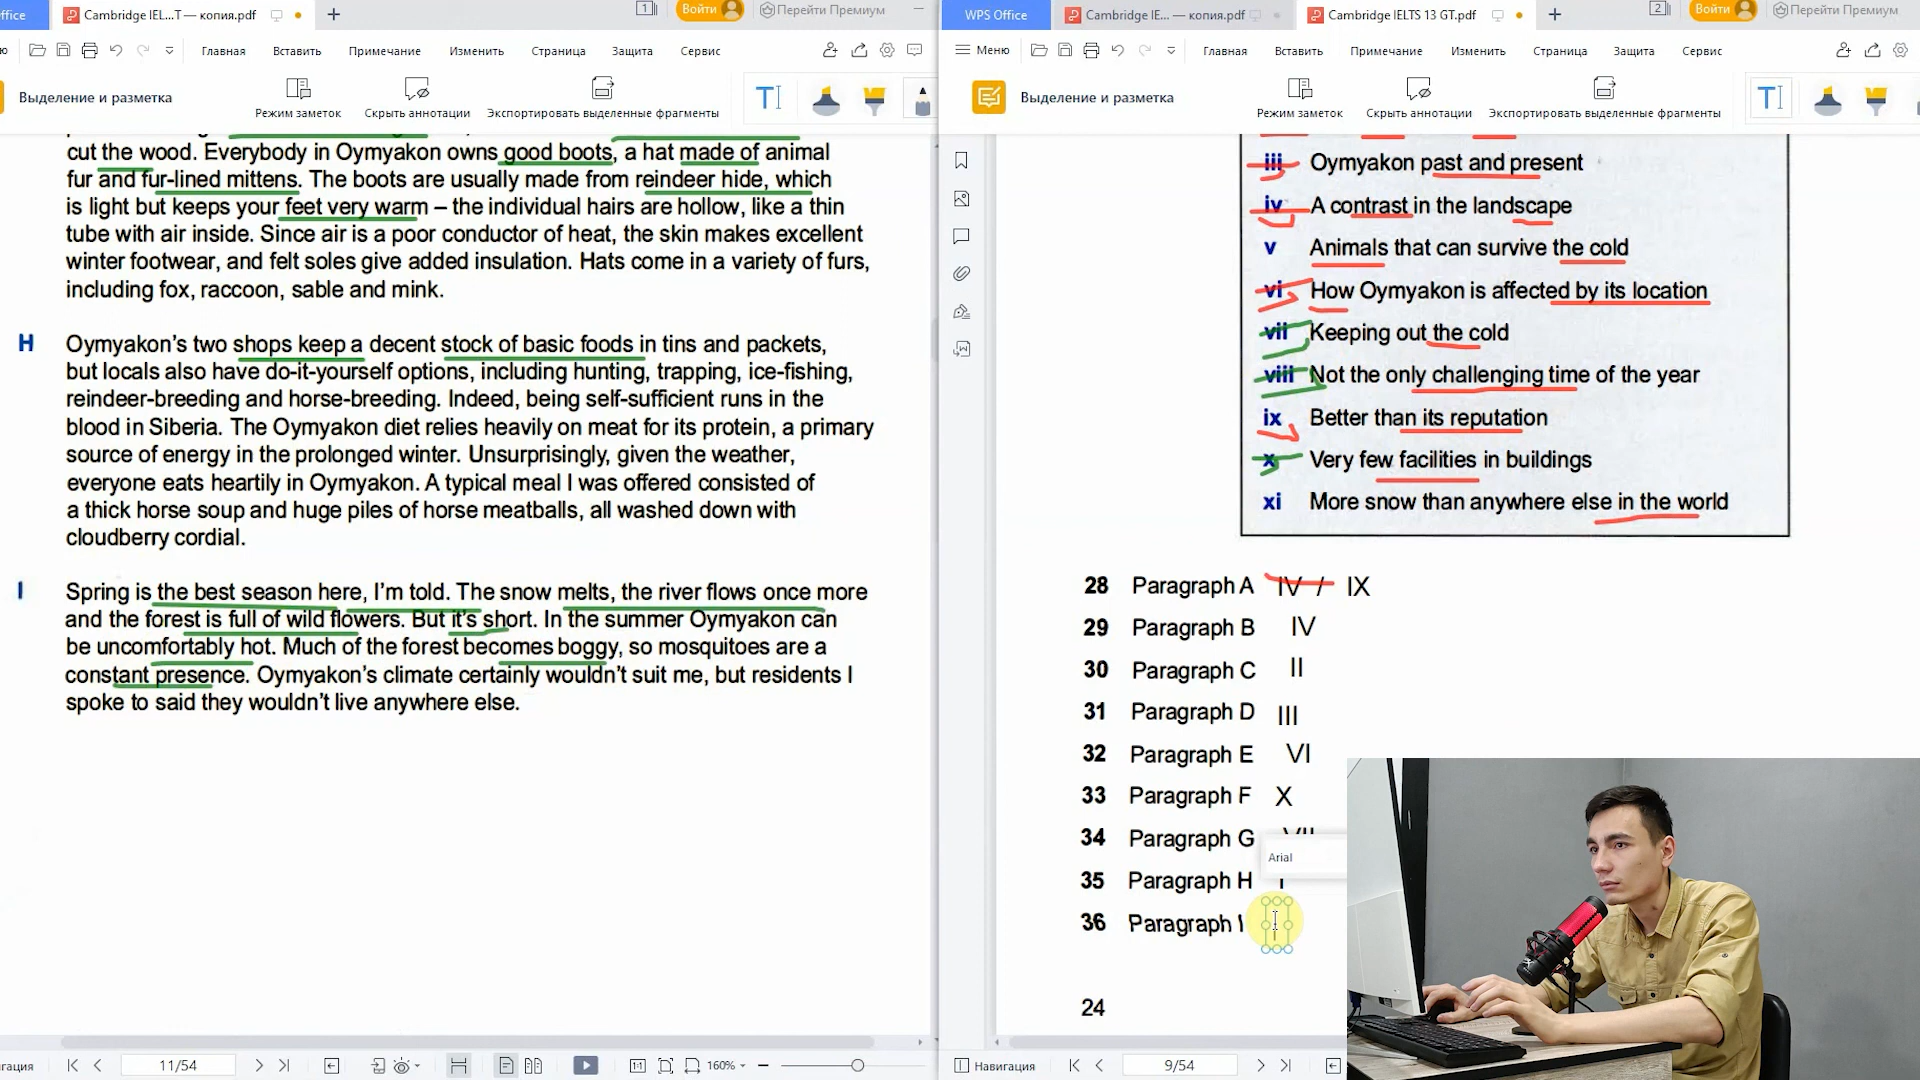 ffice
Cambridge IEL...T — копия.pdf
1
Войти
Перейти Премиум
Главная
Вставить
Примечание
Изменить
Страница
Защита
Сервис
Выделение и разметка
Режим заметок
Скрыть аннотации
Экспортировать выделенные фрагменты
cut the wood. Everybody in Oymyakon owns good boots, a hat made of animal
fur and fur-lined mittens. The boots are usually made from reindeer hide, which
is light but keeps your feet very warm – the individual hairs are hollow, like a thin
tube with air inside. Since air is a poor conductor of heat, the skin makes excellent
winter footwear, and felt soles give added insulation. Hats come in a variety of furs,
including fox, raccoon, sable and mink.
H Oymyakon's two shops keep a decent stock of basic foods in tins and packets,
but locals also have do-it-yourself options, including hunting, trapping, ice-fishing,
reindeer-breeding and horse-breeding. Indeed, being self-sufficient runs in the
blood in Siberia. The Oymyakon diet relies heavily on meat for its protein, a primary
source of energy in the prolonged winter. Unsurprisingly, given the weather,
everyone eats heartily in Oymyakon. A typical meal I was offered consisted of
a thick horse soup and huge piles of horse meatballs, all washed down with
cloudberry cordial.
I Spring is the best season here, I'm told. The snow melts, the river flows once more
and the forest is full of wild flowers. But it's short. In the summer Oymyakon can
be uncomfortably hot. Much of the forest becomes boggy, so mosquitoes are a
constant presence. Oymyakon's climate certainly wouldn't suit me, but residents I
spoke to said they wouldn't live anywhere else.
гация
11/54
160%
WPS Office
Cambridge IE... — копия.pdf
Cambridge IELTS 13 GT.pdf
2
Войти
Перейти Премиум
Меню
Главная
Вставить
Примечание
Изменить
Страница
Защита
Сервис
Выделение и разметка
Режим заметок
Скрыть аннотации
Экспортировать выделенные фрагменты
iii Oymyakon past and present
iv A contrast in the landscape
v Animals that can survive the cold
vi How Oymyakon is affected by its location
vii Keeping out the cold
viii Not the only challenging time of the year
ix Better than its reputation
x Very few facilities in buildings
xi More snow than anywhere else in the world
28 Paragraph A IV / IX
29 Paragraph B IV
30 Paragraph C II
31 Paragraph D III
32 Paragraph E VI
33 Paragraph F X
34 Paragraph G VII
Arial
35 Paragraph H I
36 Paragraph I
24
Навигация
9/54